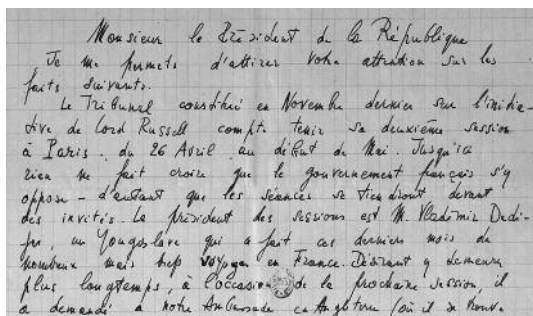 Monsieur le Président de la République
Je me permets d'attirer votre attention sur les
faits suivants.
Le Tribunal constitué en Novembre dernier sur l'initia-
tive de Lord Russell compte tenir sa deuxième session
à Paris, du 26 Avril au début de Mai. Jusqu'ici
rien ne fait croire que le gouvernement français s'y
oppose – d'autant que les séances se tiendront devant
des invités. Le président des sessions est M. Vladimir Dedi-
jer, un Yougoslave qui a fait ces derniers mois de
nombreux mais brefs voyages en France. Désirant y demeurer
plus longtemps, à l'occasion de la prochaine session, il
a demandé à notre Ambassade en Angleterre (où il se trouve